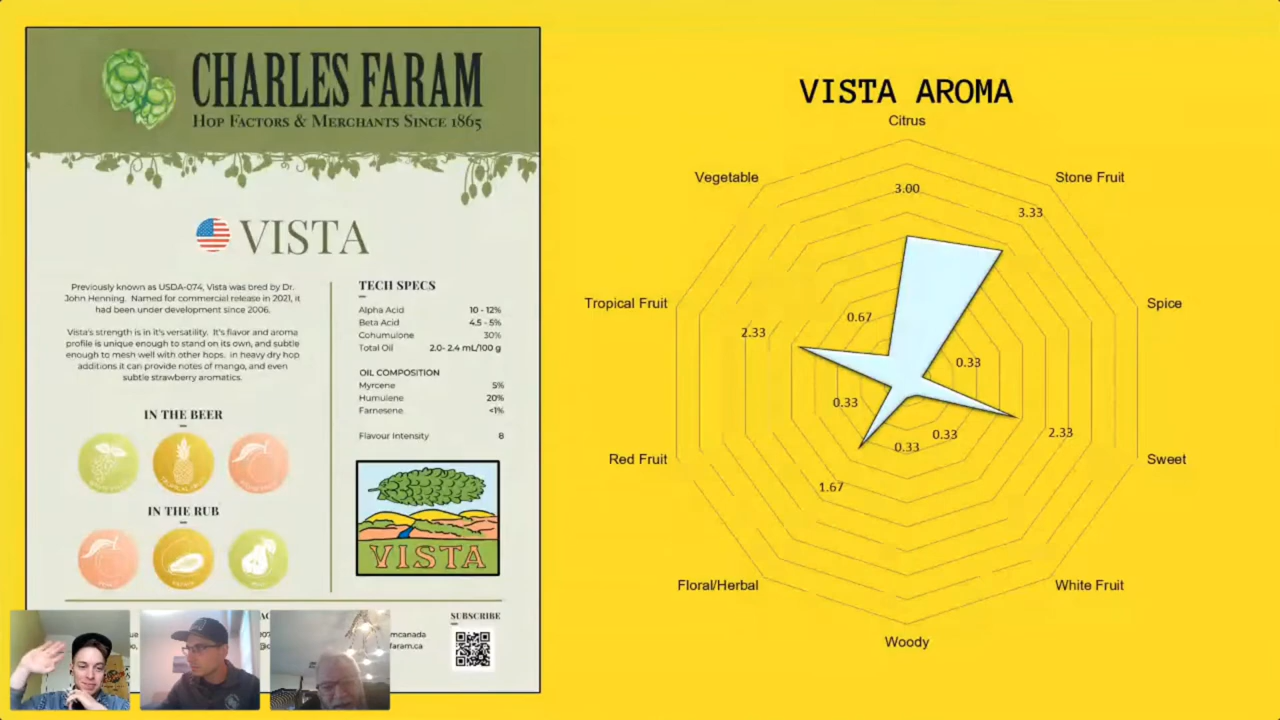 CHARLES FARAM
HOP FACTORS & MERCHANTS SINCE 1865
VISTA
Previously known as USDA-074, Vista was bred by Dr.
John Henning. Named for commercial release in 2021, it
had been under development since 2006.
Vista's strength is in it's versatility. It's flavor and aroma
profile is unique enough to stand on its own, and subtle
enough to mesh well with other hops. in heavy dry hop
additions it can provide notes of mango, and even
subtle strawberry aromatics.
IN THE BEER
IN THE RUB
TECH SPECS
Alpha Acid 10 - 12%
Beta Acid 4.5 - 5%
Cohumulone 30%
Total Oil 2.0- 2.4 mL/100 g
OIL COMPOSITION
Myrcene 5%
Humulene 20%
Farnesene <1%
Flavour Intensity 8
VISTA
SUBSCRIBE
mcanada
faram.ca
VISTA AROMA
Citrus
Vegetable
Stone Fruit
3.00
3.33
Tropical Fruit
Spice
0.67
2.33
0.33
0.33
0.33
2.33
0.33
Red Fruit
Sweet
1.67
Floral/Herbal
White Fruit
Woody